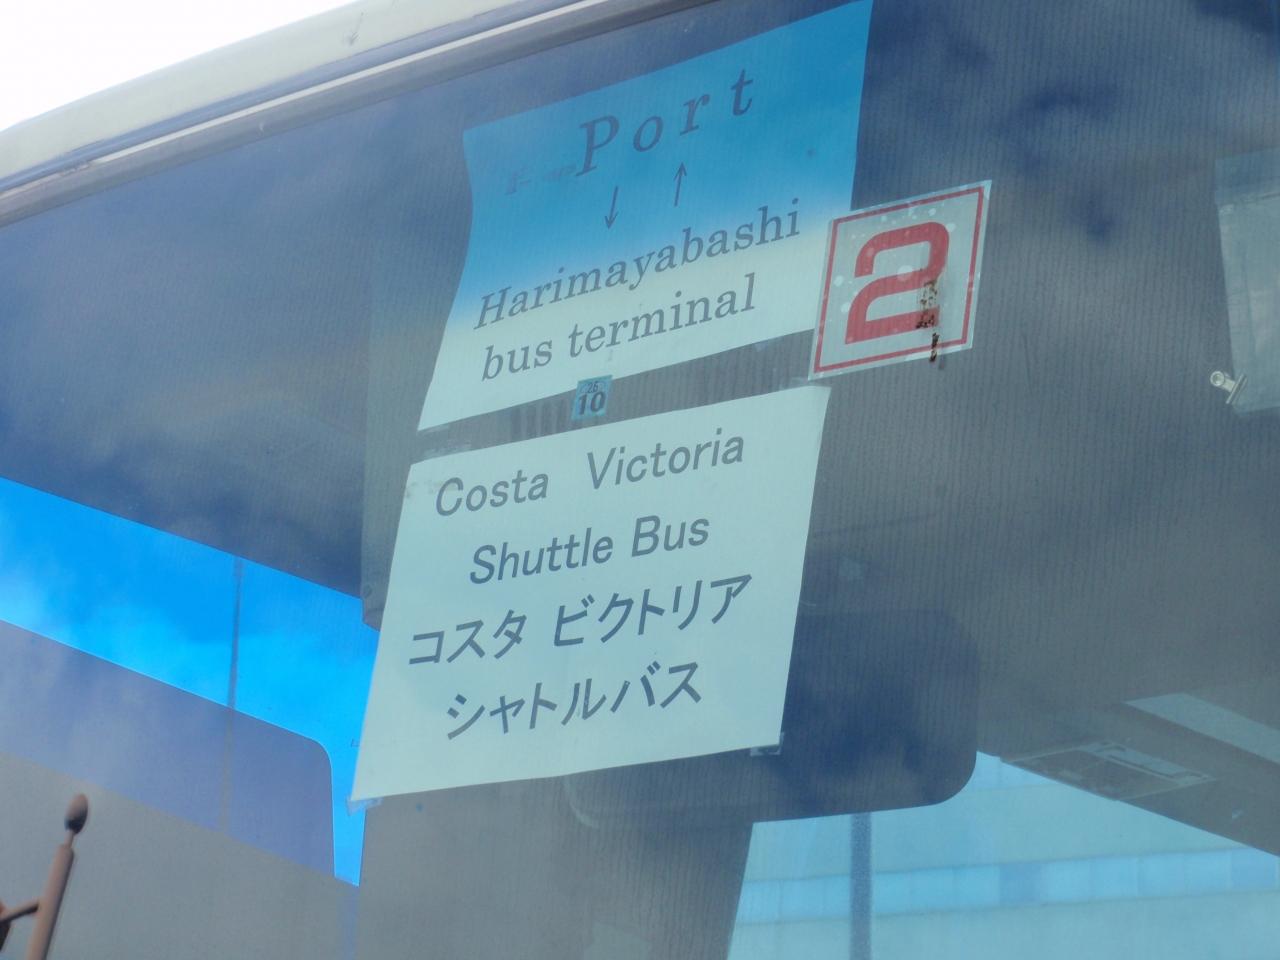 Port
↓ ↑
Harimayabashi
bus terminal
2
26
10
Costa Victoria
Shuttle Bus
コスタ ビクトリア
シャトルバス